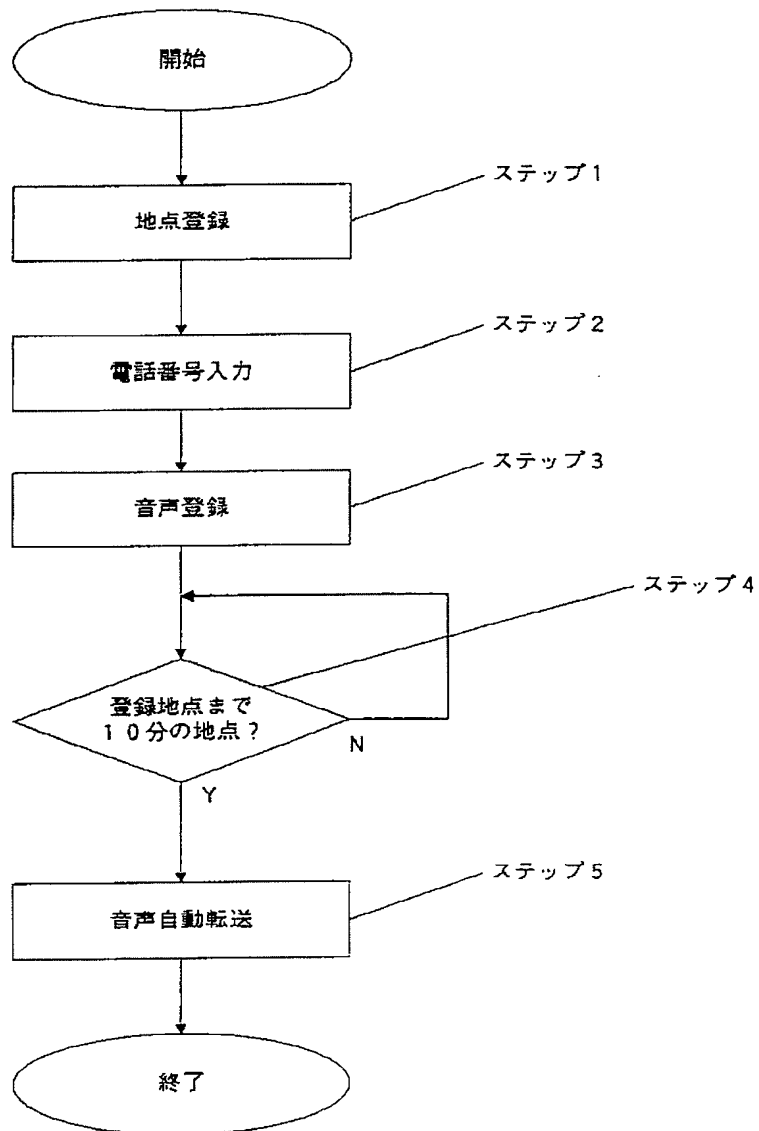 開始
ステップ1
地点登録
ステップ2
電話番号入力
ステップ3
音声登録
ステップ4
登録地点まで
10分の地点?
N
Y
ステップ5
音声自動転送
終了